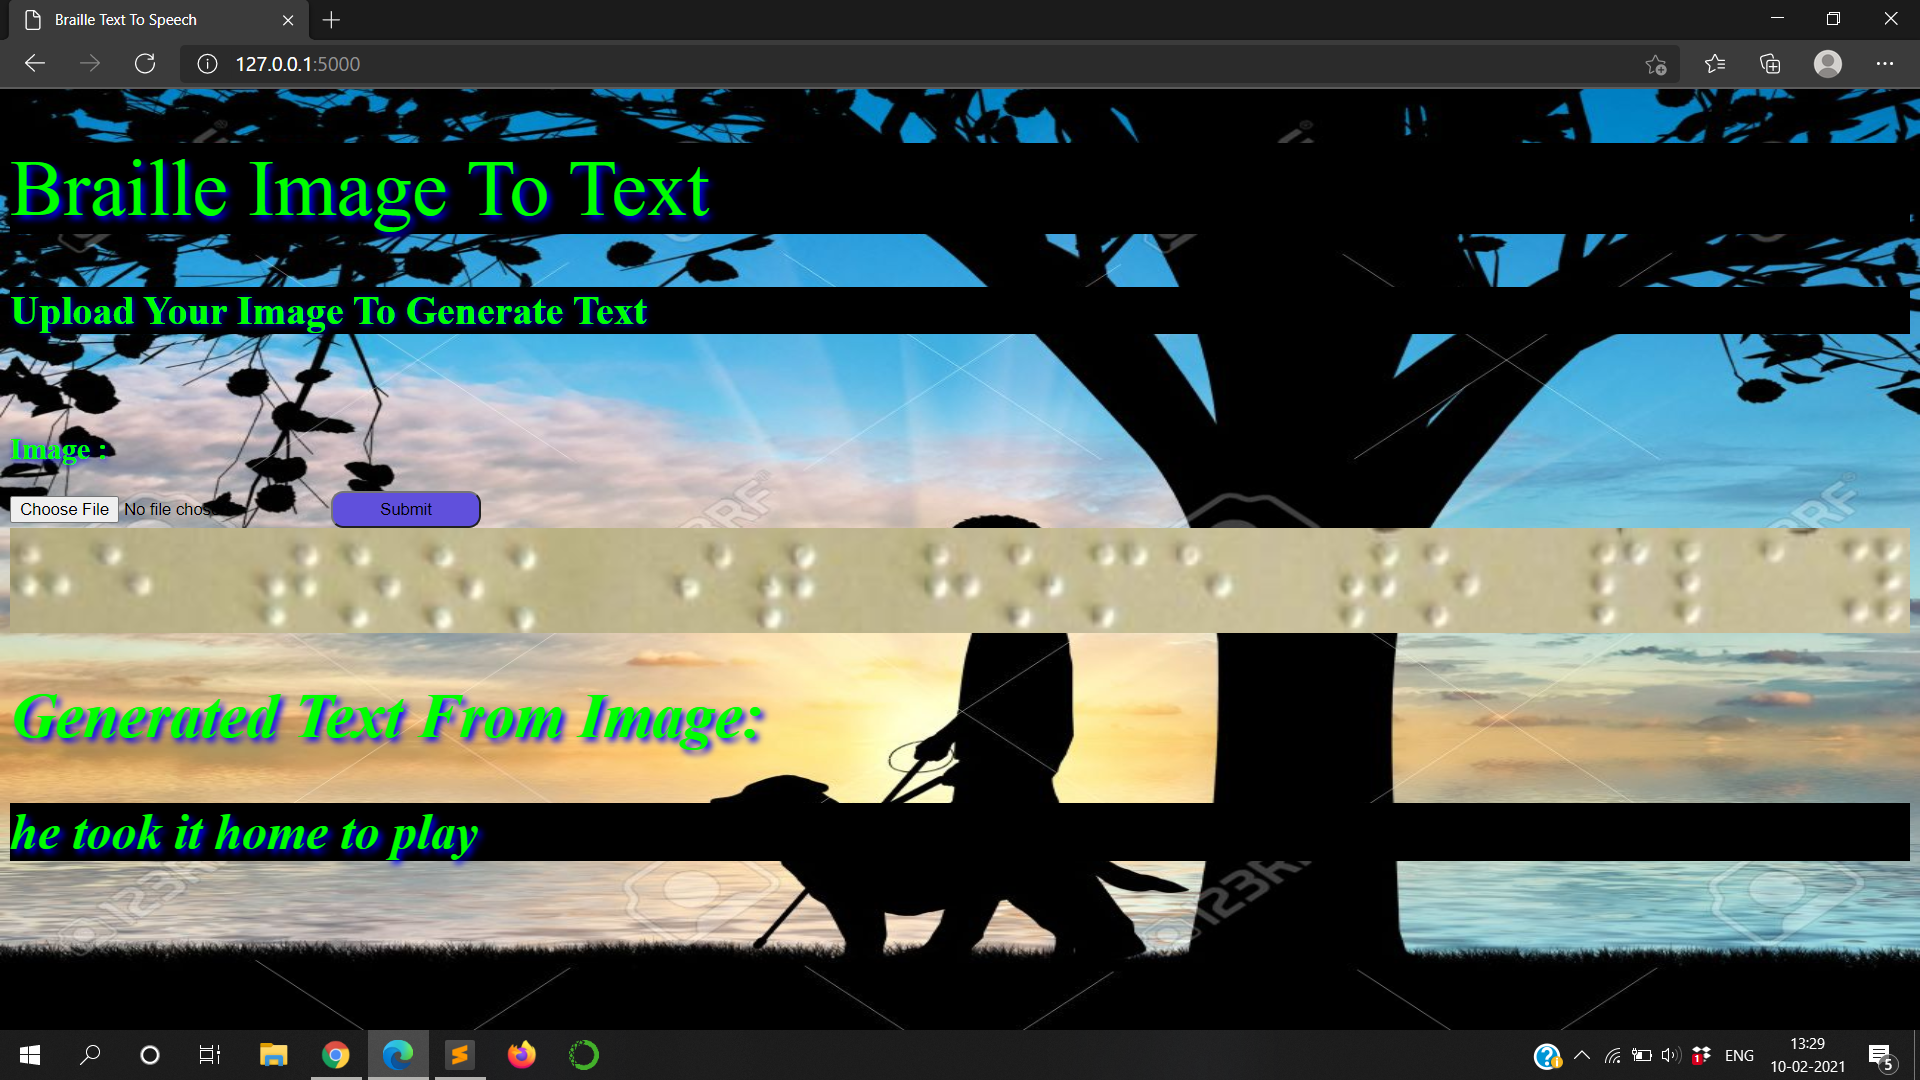 Braille Text To Speech
127.0.0.1:5000
Braille Image To Text
Upload Your Image To Generate Text
Image :
Choose File No file chos
Submit
⠓⠑ ⠞⠕⠕⠅ ⠊⠞ ⠓⠕⠍⠑ ⠞⠕ ⠏⠇⠁⠽
Generated Text From Image:
he took it home to play
123RF
123RF
ENG
13:29
10-02-2021
5